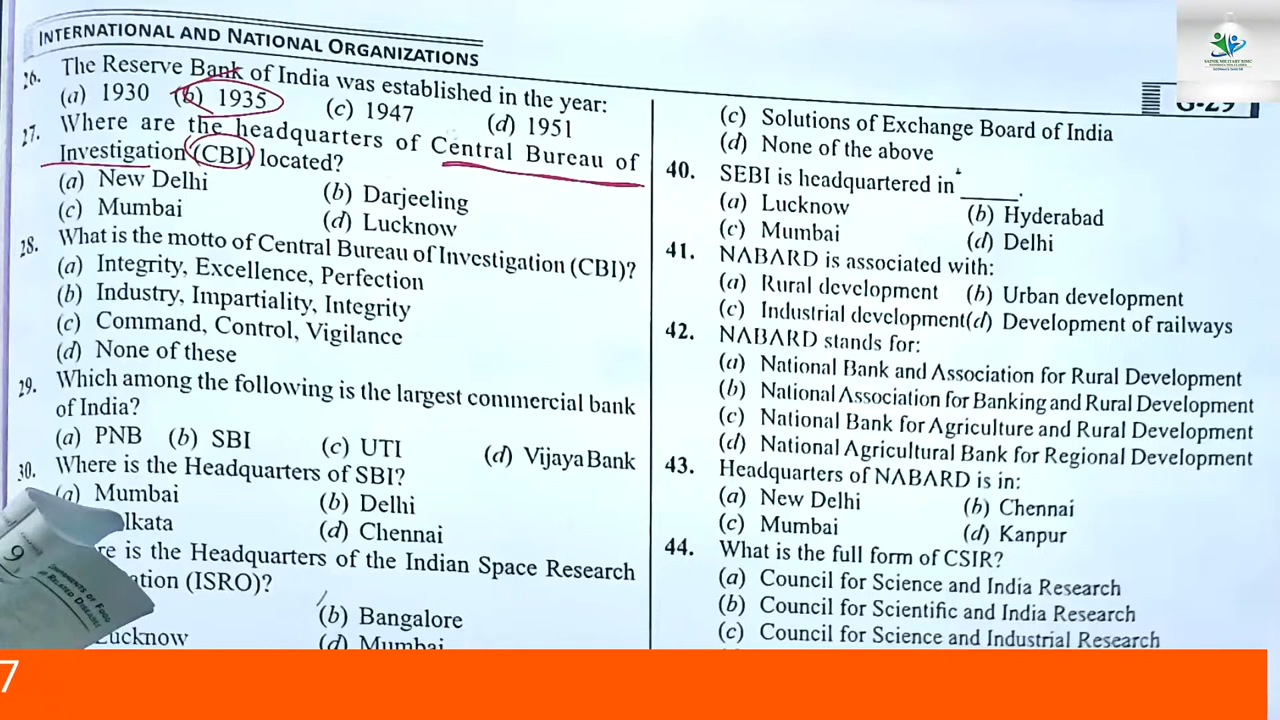 INTERNATIONAL AND NATIONAL ORGANIZATIONS
26. The Reserve Bank of India was established in the year:
(a) 1930 (b) 1935 (c) 1947 (d) 1951
27. Where are the headquarters of Central Bureau of
Investigation (CBI) located?
(a) New Delhi (b) Darjeeling
(c) Mumbai (d) Lucknow
28. What is the motto of Central Bureau of Investigation (CBI)?
(a) Integrity, Excellence, Perfection
(b) Industry, Impartiality, Integrity
(c) Command, Control, Vigilance
(d) None of these
29. Which among the following is the largest commercial bank
of India?
(a) PNB (b) SBI (c) UTI (d) Vijaya Bank
30. Where is the Headquarters of SBI?
(a) Mumbai (b) Delhi
lkata (d) Chennai
re is the Headquarters of the Indian Space Research
ation (ISRO)?
(b) Bangalore
Lucknow (d) Mumbai
G-29
(c) Solutions of Exchange Board of India
(d) None of the above
40. SEBI is headquartered in _____.
(a) Lucknow (b) Hyderabad
(c) Mumbai (d) Delhi
41. NABARD is associated with:
(a) Rural development (b) Urban development
(c) Industrial development (d) Development of railways
42. NABARD stands for:
(a) National Bank and Association for Rural Development
(b) National Association for Banking and Rural Development
(c) National Bank for Agriculture and Rural Development
(d) National Agricultural Bank for Regional Development
43. Headquarters of NABARD is in:
(a) New Delhi (b) Chennai
(c) Mumbai (d) Kanpur
44. What is the full form of CSIR?
(a) Council for Science and India Research
(b) Council for Scientific and India Research
(c) Council for Science and Industrial Research
9
COMPONENTS OF FOOD
RELATED DISEASES
7